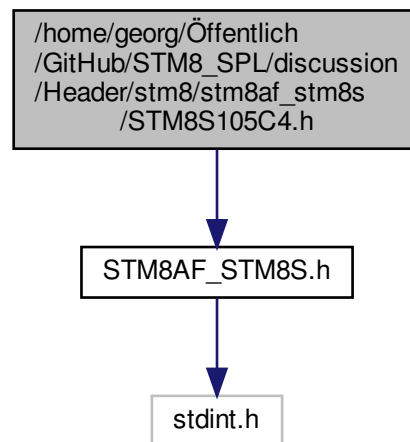 /home/georg/Öffentlich
/GitHub/STM8_SPL/discussion
/Header/stm8/stm8af_stm8s
/STM8S105C4.h
STM8AF_STM8S.h
stdint.h